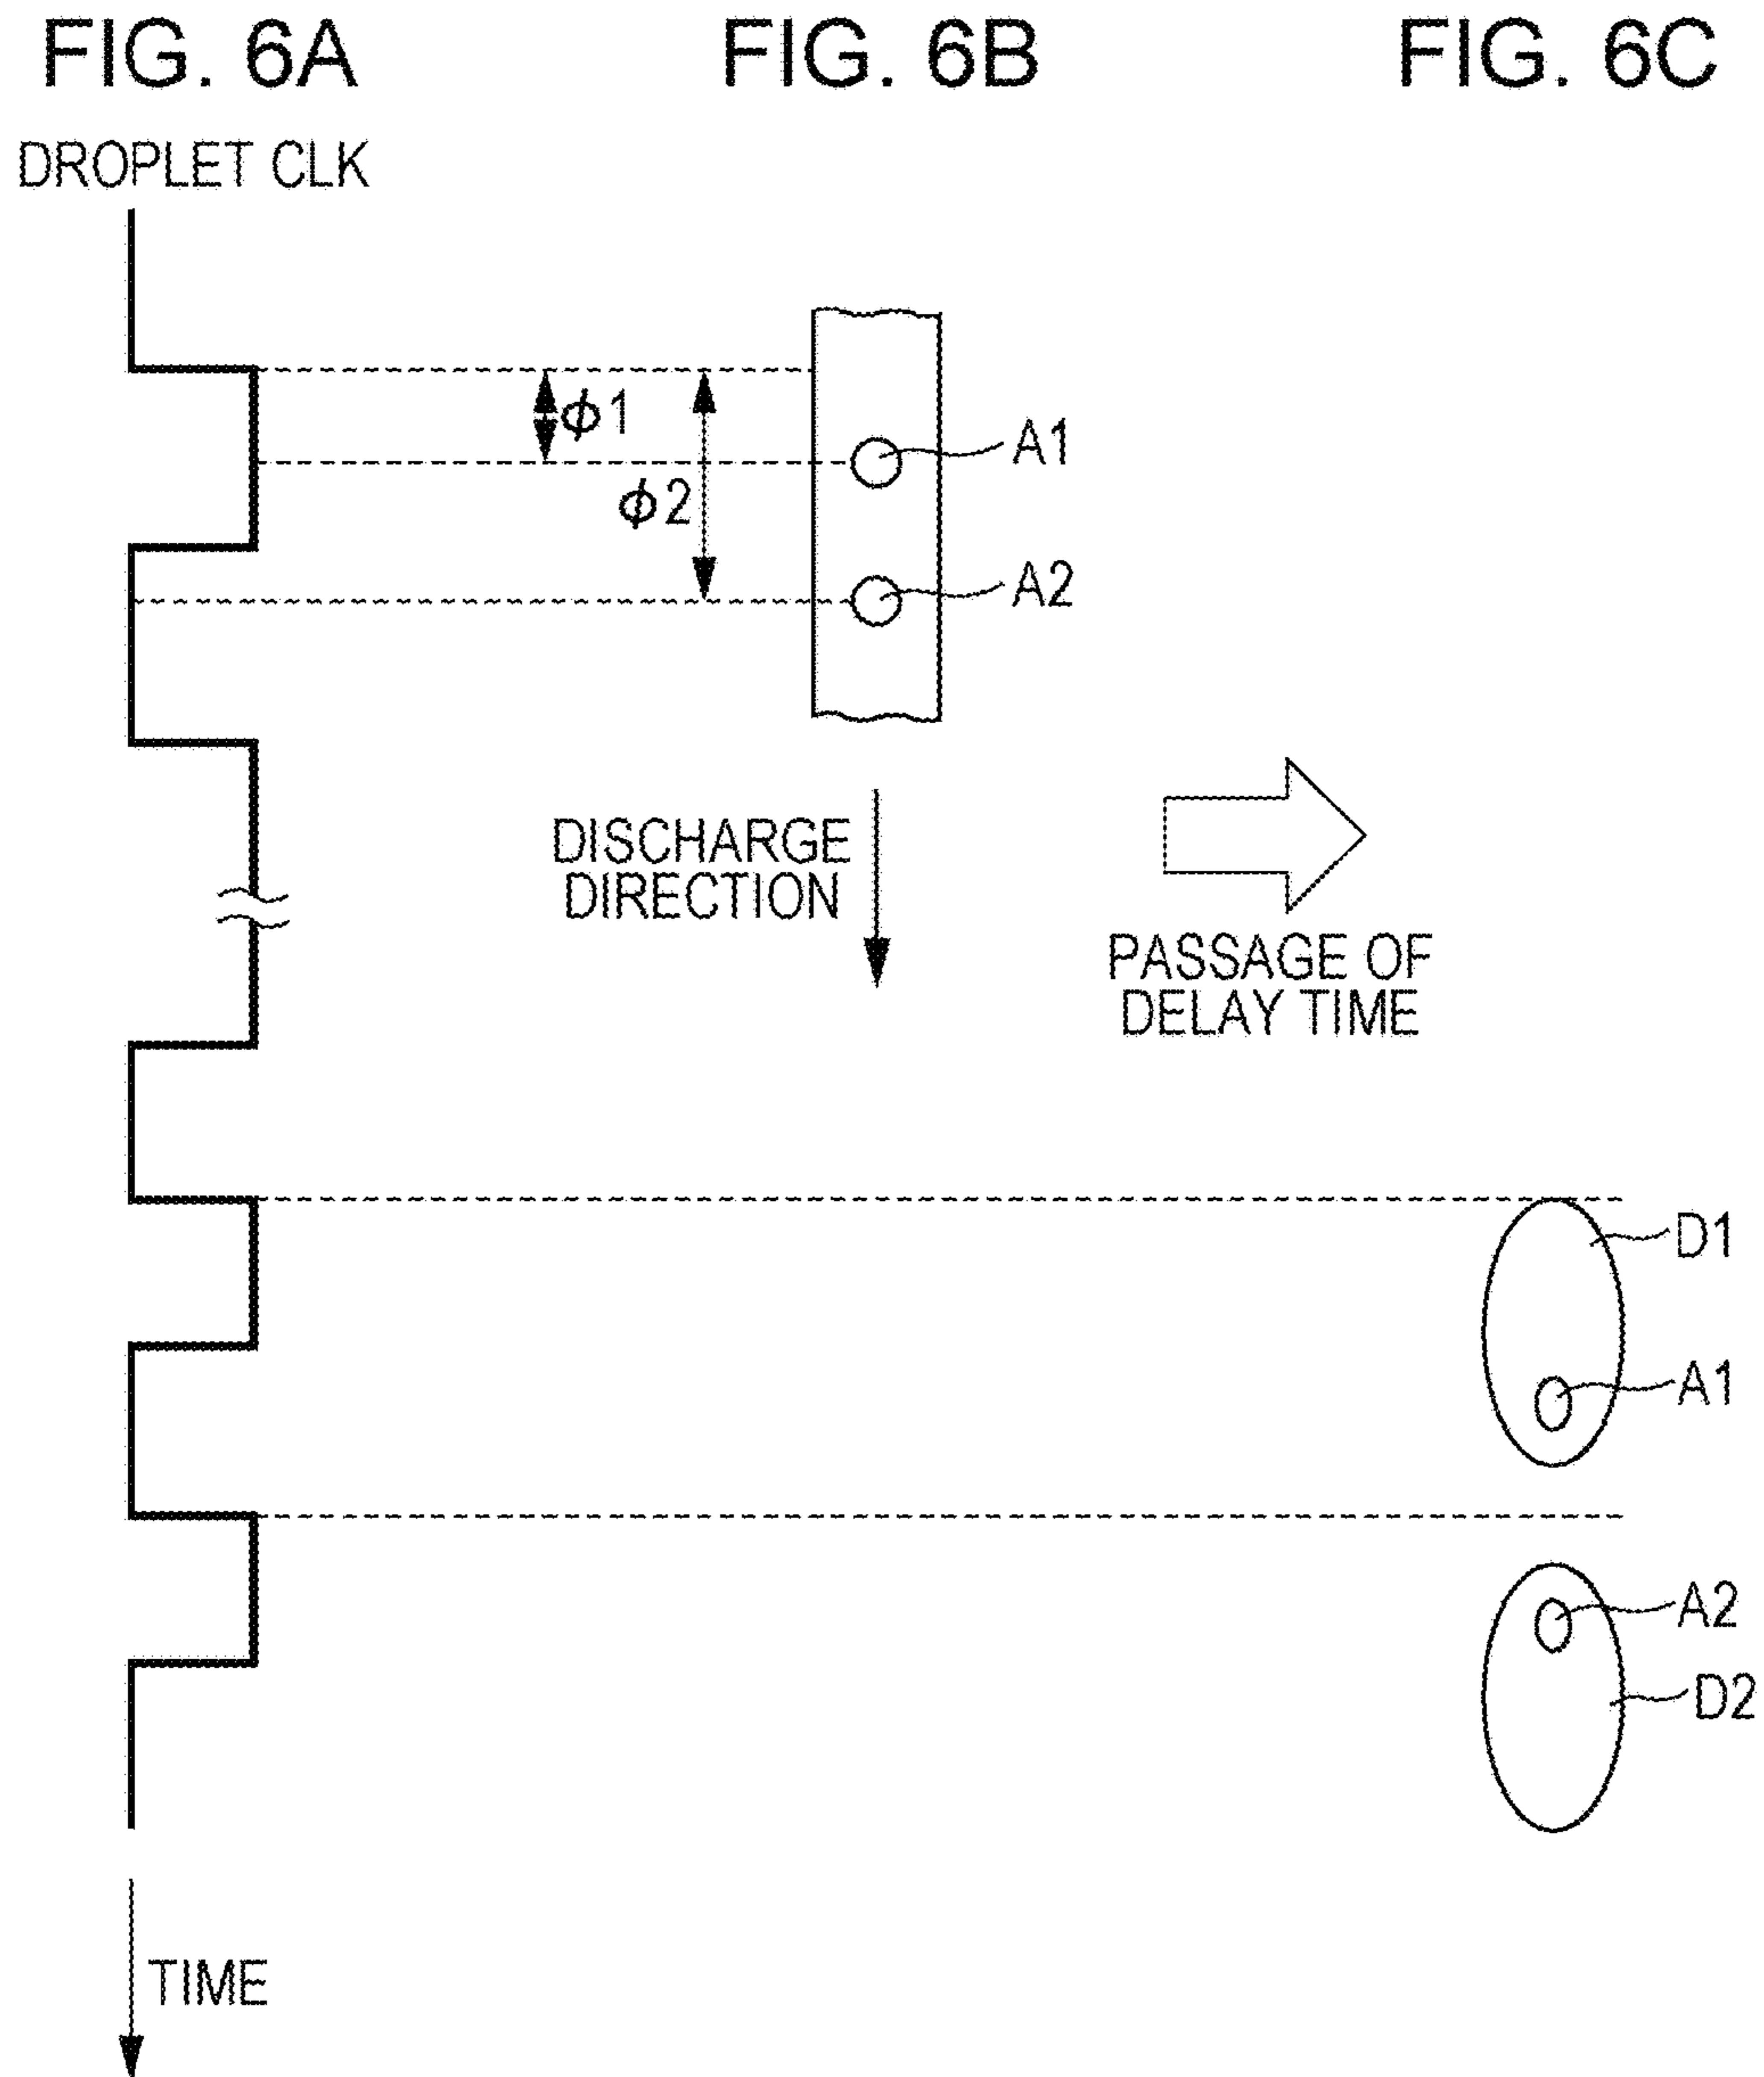 FIG. 6A
FIG. 6B
FIG. 6C
DROPLET CLK
ϕ1
A1
ϕ2
A2
DISCHARGE
DIRECTION
PASSAGE OF
DELAY TIME
D1
A1
A2
D2
TIME